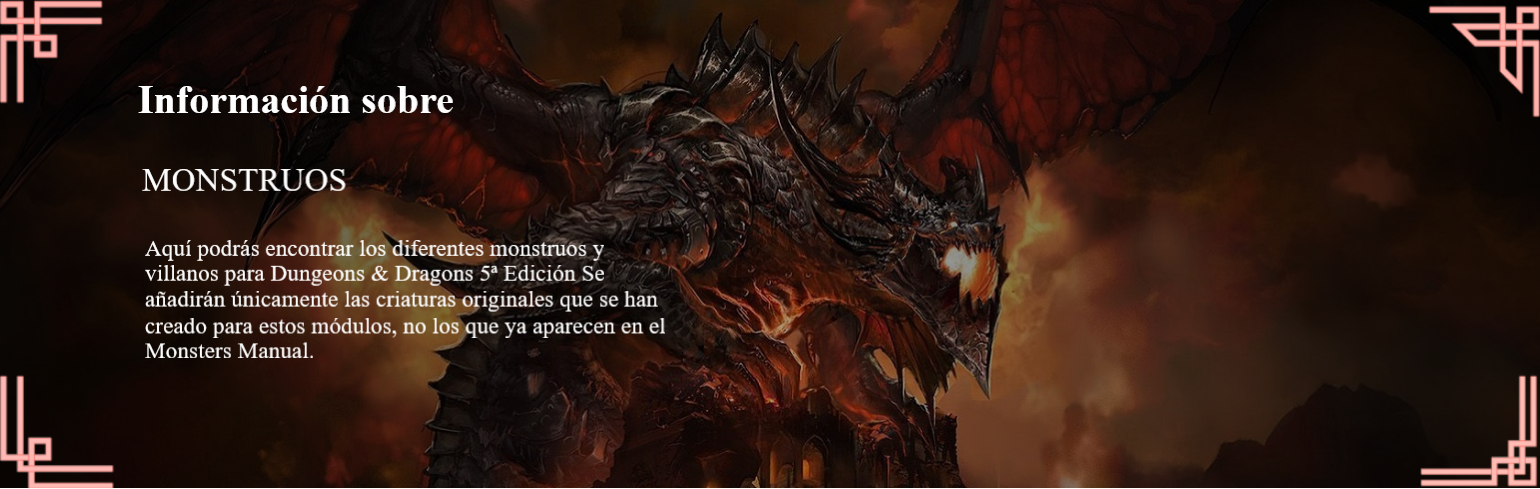 Información sobre
MONSTRUOS
Aquí podrás encontrar los diferentes monstruos y
villanos para Dungeons & Dragons 5ª Edición Se
añadirán únicamente las criaturas originales que se han
creado para estos módulos, no los que ya aparecen en el
Monsters Manual.